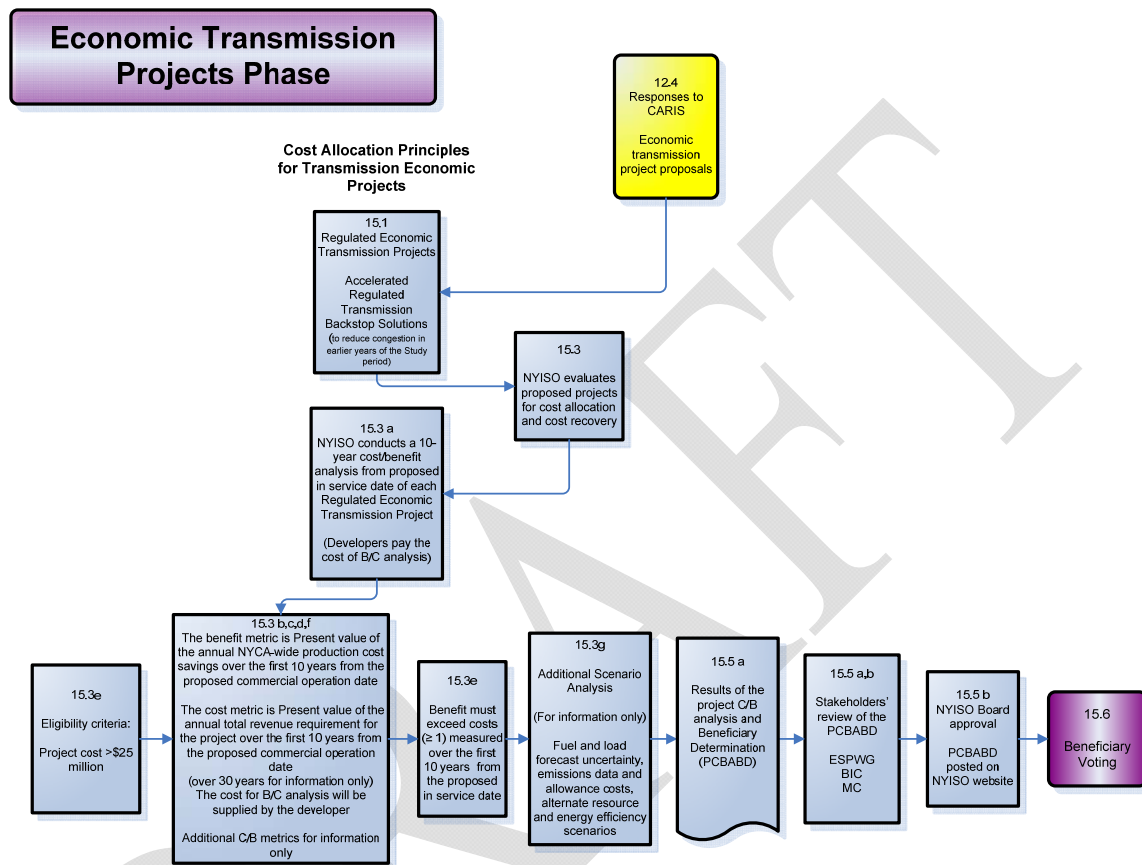 Economic Transmission
Projects Phase
12.4
Responses to
CARIS
Economic
transmission
project proposals
Cost Allocation Principles
for Transmission Economic
Projects
15.1
Regulated Economic
Transmission Projects
Accelerated
Regulated
Transmission
Backstop Solutions
(to reduce congestion in
earlier years of the Study
period)
15.3
NYISO evaluates
proposed projects
for cost allocation
and cost recovery
15.3 a
NYISO conducts a 10-
year cost/benefit
analysis from proposed
in service date of each
Regulated Economic
Transmission Project
(Developers pay the
cost of B/C analysis)
15.3e
Eligibility criteria:
Project cost >$25
million
15.3 b,c,d,f
The benefit metric is Present value of
the annual NYCA-wide production cost
savings over the first 10 years from the
proposed commercial operation date
The cost metric is Present value of the
annual total revenue requirement for
the project over the first 10 years from
the proposed commercial operation
date
(over 30 years for information only)
The cost for B/C analysis will be
supplied by the developer
Additional C/B metrics for information
only
15.3e
Benefit must
exceed costs
(≥ 1) measured
over the first
10 years  from
the proposed
in service date
15.3g
Additional Scenario
Analysis
(For information only)
Fuel and load
forecast uncertainty,
emissions data and
allowance costs,
alternate resource
and energy efficiency
scenarios
15.5 a
Results of the
project C/B
analysis and
Beneficiary
Determination
(PCBABD)
15.5 a,b
Stakeholders'
review of the
PCBABD
ESPWG
BIC
MC
15.5 b
NYISO Board
approval
PCBABD
posted on
NYISO website
15.6
Beneficiary
Voting
DRAFT